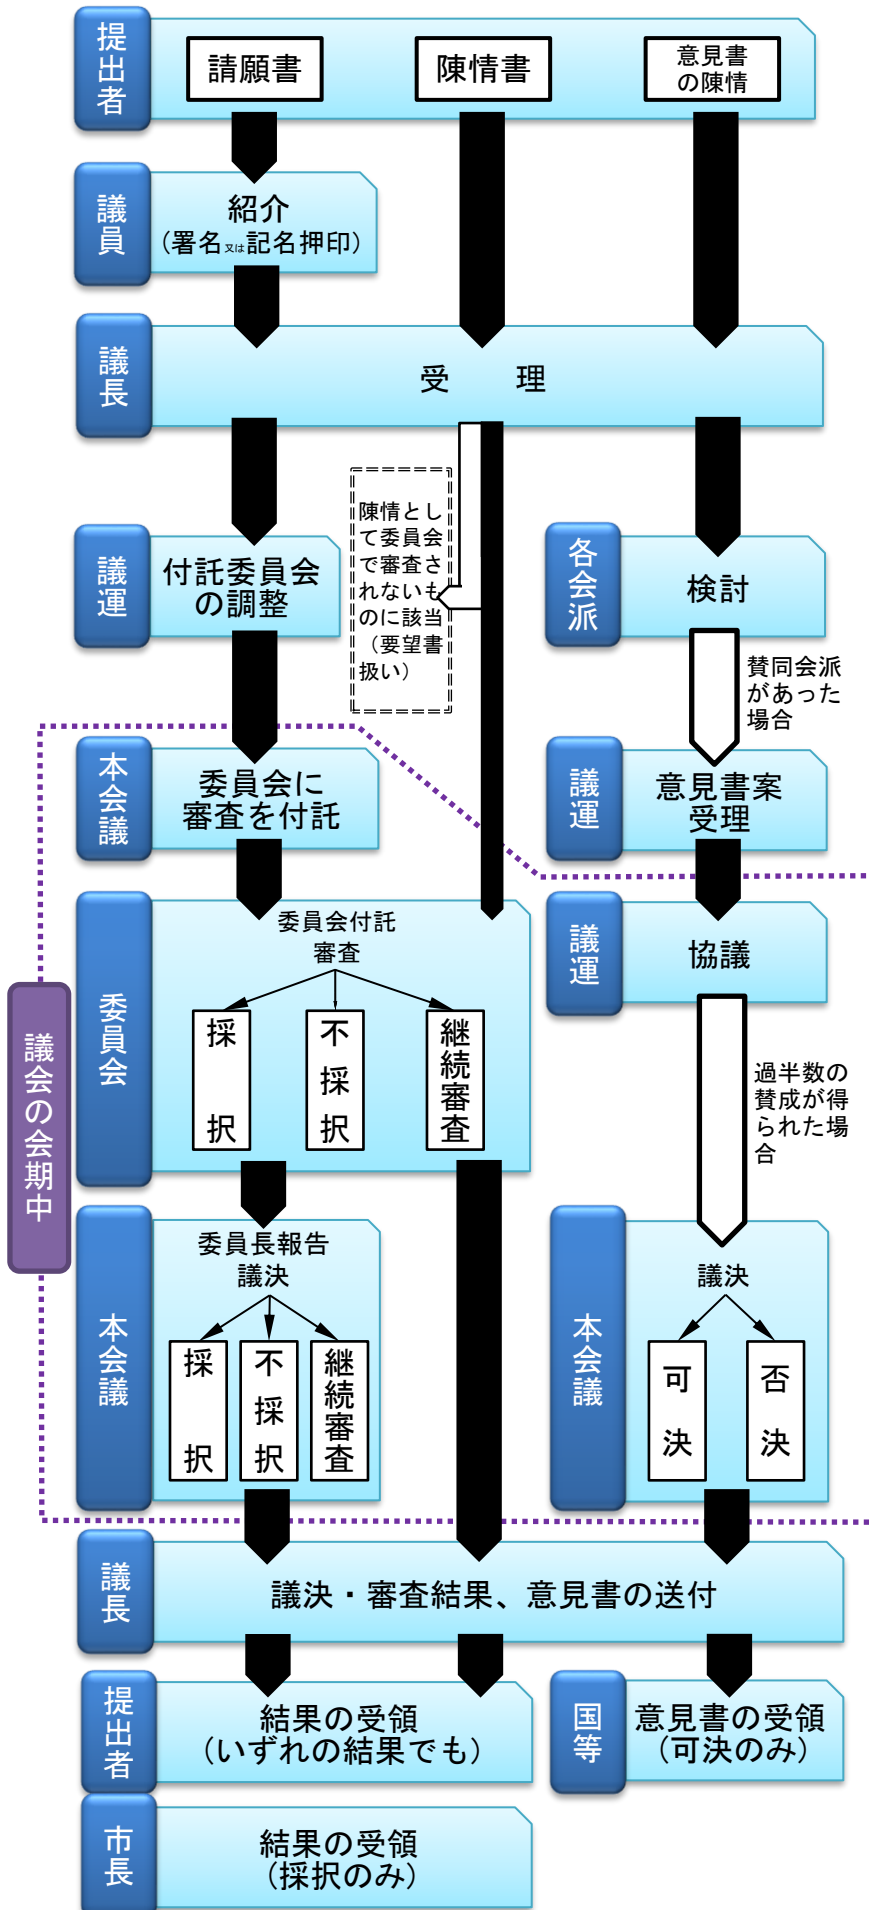 提出者
請願書
陳情書
意見書
の陳情
議員
紹介
（署名又は記名押印）
議長
受　理
議運
付託委員会
の調整
陳情とし
て委員会
で審査さ
れないも
のに該当
（要望書
扱い）
各会派
検討
賛同会派
があった
場合
本会議
委員会に
審査を付託
議運
意見書案
受理
議会の会期中
委員会
委員会付託
審査
採択
不採択
継続審査
議運
協議
過半数の
賛成が得
られた場
合
本会議
委員長報告
議決
採択
不採択
継続審査
本会議
議決
可決
否決
議長
議決・審査結果、意見書の送付
提出者
結果の受領
（いずれの結果でも）
国等
意見書の受領
（可決のみ）
市長
結果の受領
（採択のみ）